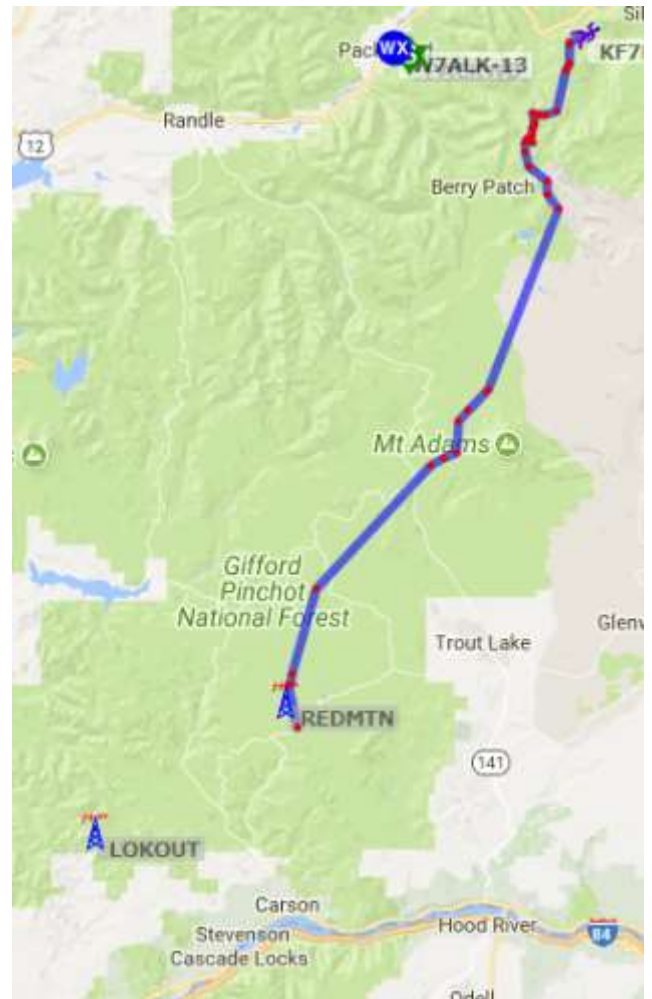 Sil
Pac
WX
W7ALK-13
KF7
Randle
12
Berry Patch
Mt Adams
Gifford
Pinchot
National Forest
Glenv
Trout Lake
REDMTN
141
LOKOUT
Carson
Hood River
84
Stevenson
Cascade Locks
Odell